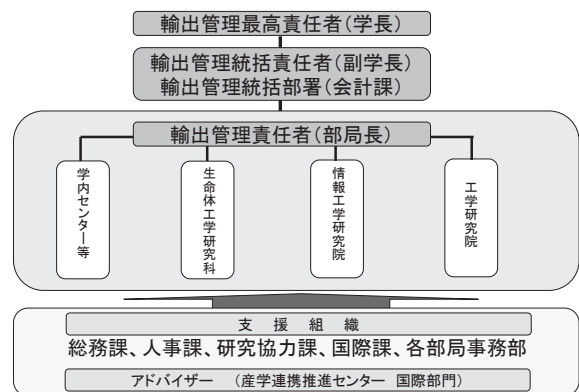 輸出管理最高責任者（学長）
輸出管理統括責任者（副学長）
輸出管理統括部署（会計課）
輸出管理責任者（部局長）
学内センター等
生命体工学研究科
情報工学研究院
工学研究院
支　援　組　織
総務課、人事課、研究協力課、国際課、各部局事務部
アドバイザー　（産学連携推進センター　国際部門）